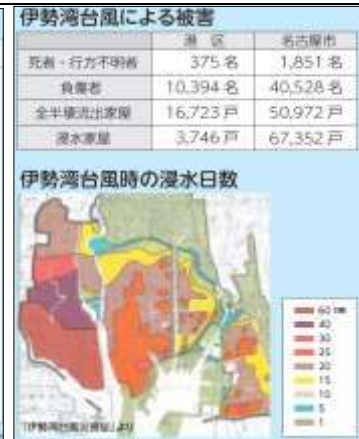 伊勢湾台風による被害
港区 名古屋市
死者・行方不明者 375名 1,851名
負傷者 10,394名 40,528名
全半壊流出家屋 16,723戸 50,972戸
浸水家屋 3,746戸 67,352戸
伊勢湾台風時の浸水日数
60
40
30
25
20
15
10
5
1
「伊勢湾台風災害誌」より